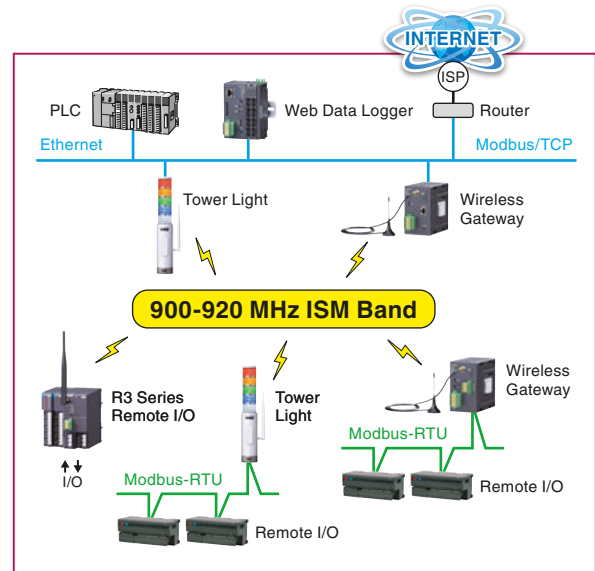 INTERNET
ISP
PLC
Web Data Logger
Router
Ethernet
Modbus/TCP
Tower Light
Wireless
Gateway
900-920 MHz ISM Band
R3 Series
Remote I/O
I/O
Tower
Light
Wireless
Gateway
Modbus-RTU
Remote I/O
Modbus-RTU
Remote I/O